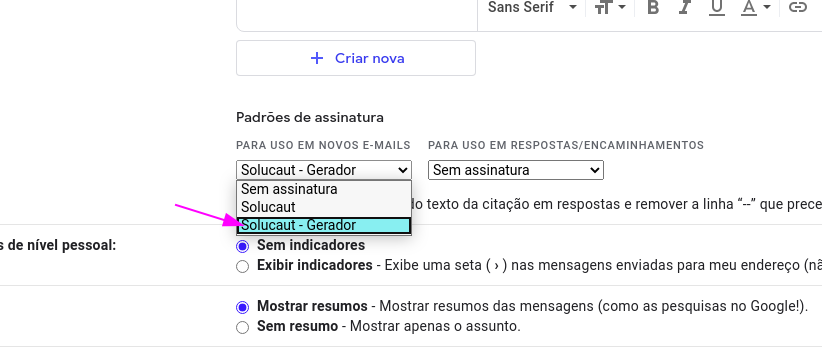 Sans Serif
B I U A
+ Criar nova
Padrões de assinatura
PARA USO EM NOVOS E-MAILS PARA USO EM RESPOSTAS/ENCAMINHAMENTOS
Solucaut - Gerador Sem assinatura
Sem assinatura
Solucaut
do texto da citação em respostas e remover a linha “--” que prece
Solucaut - Gerador
s de nível pessoal: Sem indicadores
Exibir indicadores - Exibe uma seta ( › ) nas mensagens enviadas para meu endereço (nã
Mostrar resumos - Mostrar resumos das mensagens (como as pesquisas no Google!).
Sem resumo - Mostrar apenas o assunto.